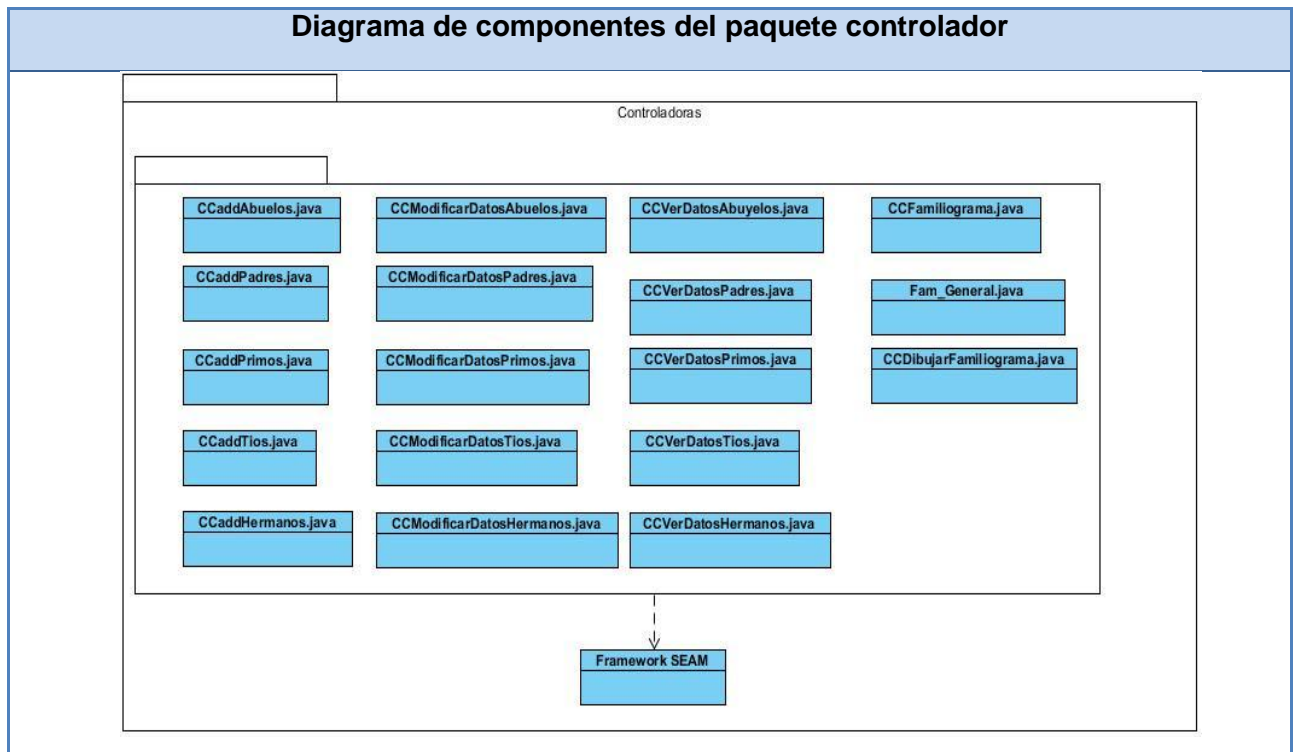 Diagrama de componentes del paquete controlador
Controladoras
CCaddAbuelos.java
CCModificarDatosAbuelos.java
CCVerDatosAbuyelos.java
CCFamiliograma.java
CCaddPadres.java
CCModificarDatosPadres.java
CCVerDatosPadres.java
Fam_General.java
CCaddPrimos.java
CCModificarDatosPrimos.java
CCVerDatosPrimos.java
CCDibujarFamiliograma.java
CCaddTios.java
CCModificarDatosTios.java
CCVerDatosTios.java
CCaddHermanos.java
CCModificarDatosHermanos.java
CCVerDatosHermanos.java
Framework SEAM